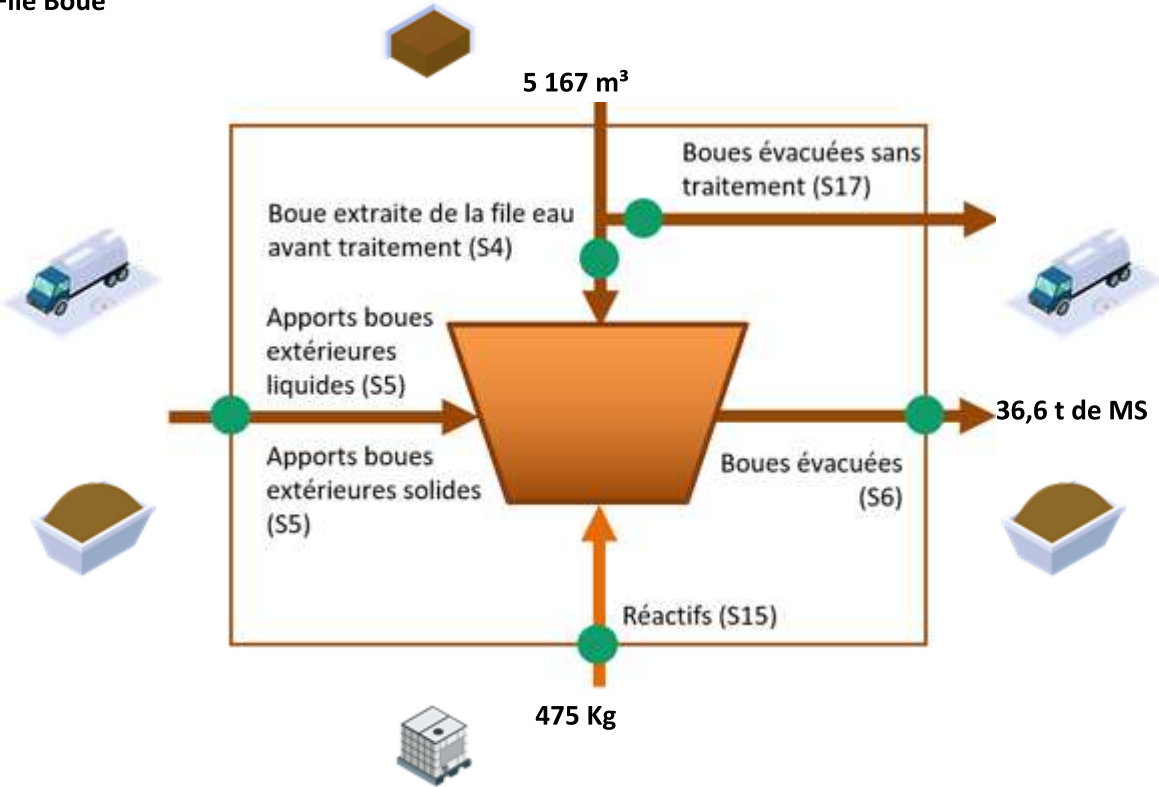 File Boue
5 167 m³
Boues évacuées sans
traitement (S17)
Boue extraite de la file eau
avant traitement (S4)
Apports boues
extérieures
liquides (S5)
36,6 t de MS
Apports boues
extérieures solides
(S5)
Boues évacuées
(S6)
Réactifs (S15)
475 Kg